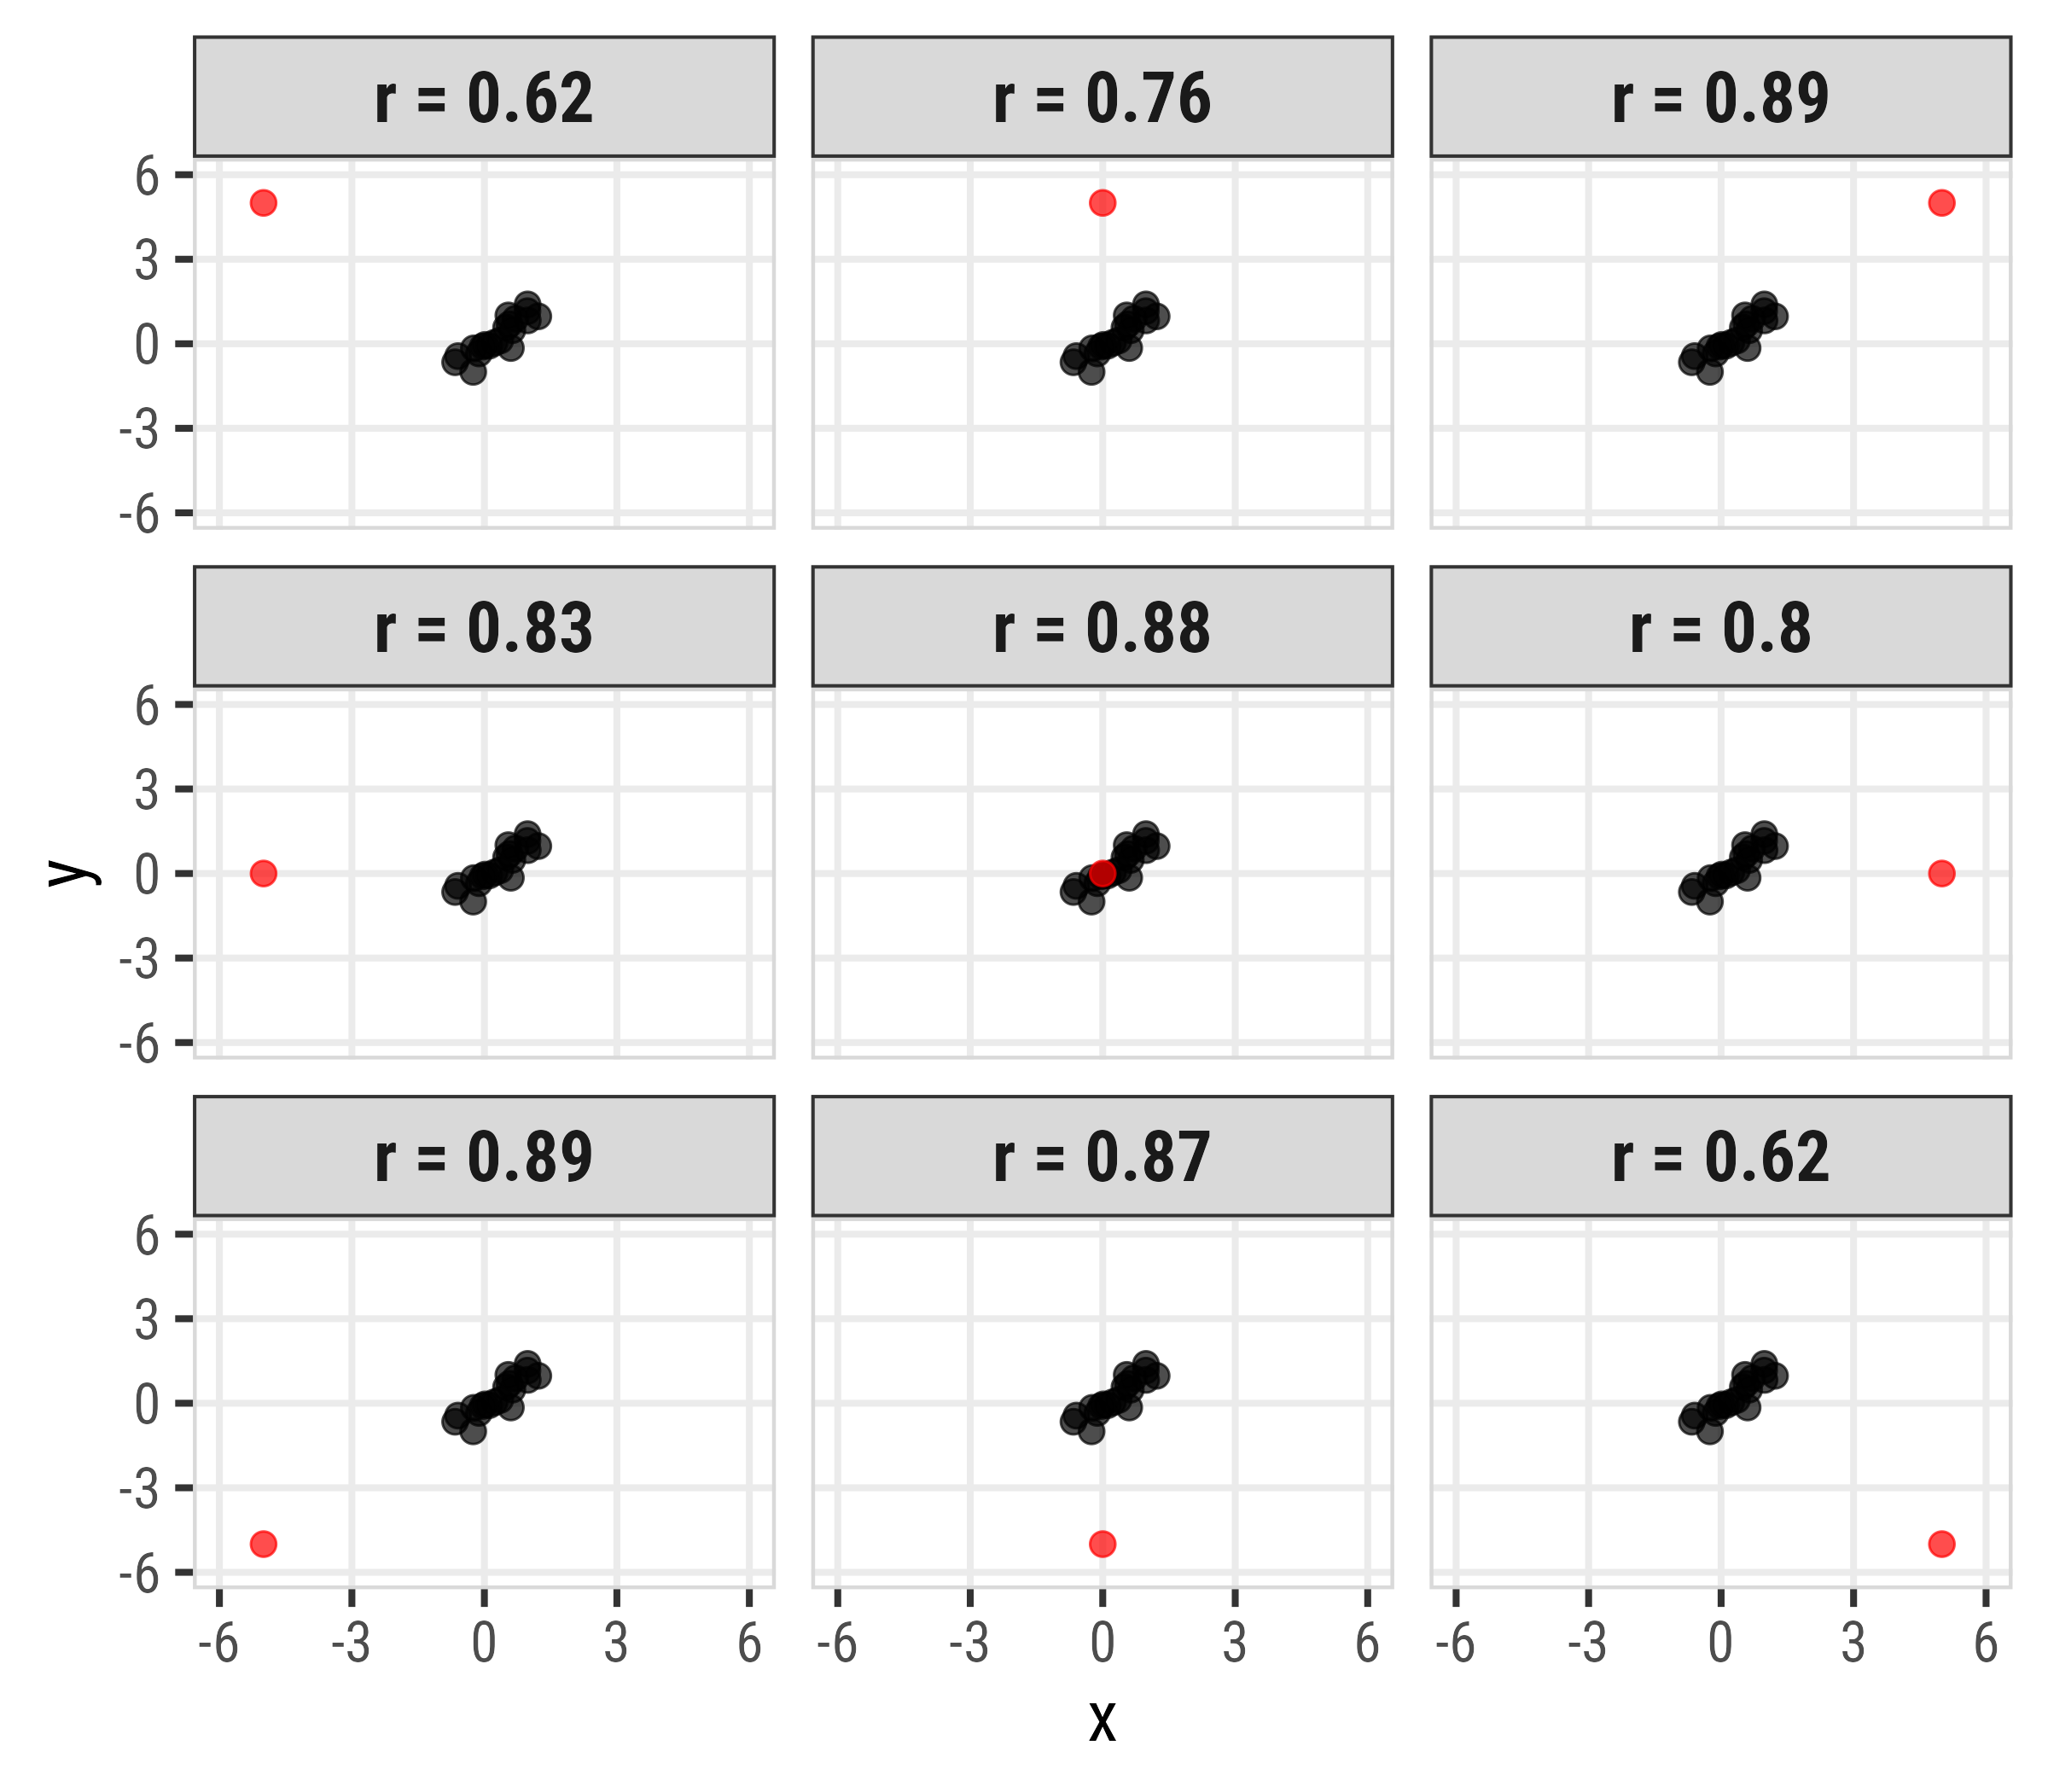 r = 0.62 r = 0.76 r = 0.89
6
3
0
-3
-6
r = 0.83 r = 0.88 r = 0.8
6
3
0
-3
-6
y
r = 0.89 r = 0.87 r = 0.62
6
3
0
-3
-6
-6 -3 0 3 6 -6 -3 0 3 6 -6 -3 0 3 6
x